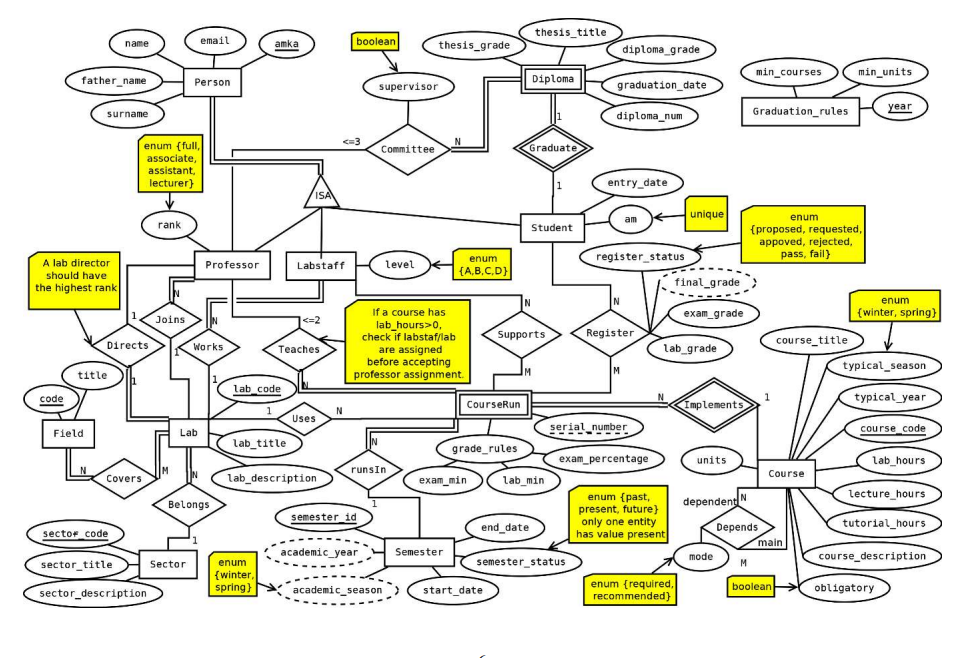 thesis_title
name
email
amka
boolean
thesis_grade
diploma_grade
father_name
Person
supervisor
Diploma
graduation_date
min_courses
min_units
surname
diploma_num
Graduation_rules
year
enum {full,
associate,
assistant,
lecturer}
<=3
Committee
N
1
Graduate
ISA
1
entry_date
rank
Student
am
unique
enum
{proposed, requested,
appoved, rejected,
pass, fail}
register_status
A lab director
should have
the highest rank
Professor
Labstaff
level
enum
{A,B,C,D}
final_grade
enum
{winter, spring}
1
N
N
<=2
If a course has
lab_hours>0,
check if labstaf/lab
are assigned
before accepting
professor assignment.
N
N
exam_grade
Joins
Directs
Works
Teaches
Supports
Register
lab_grade
course_title
typical_season
title
1
1
1
N
M
M
code
lab_code
CourseRun
N
Implements
1
typical_year
Field
Lab
1
Uses
N
serial_number
course_code
lab_title
N
grade_rules
exam_percentage
units
Course
lab_hours
N
Covers
M
N
lab_description
runsIn
exam_min
lab_min
lecture_hours
Belongs
1
semester_id
end_date
enum {past,
present, future}
only one entity
has value present
dependent
N
Depends
main
M
tutorial_hours
sector_code
1
academic_year
Semester
semester_status
mode
course_description
sector_title
Sector
enum
{winter,
spring}
academic_season
start_date
enum {required,
recommended}
boolean
obligatory
sector_description